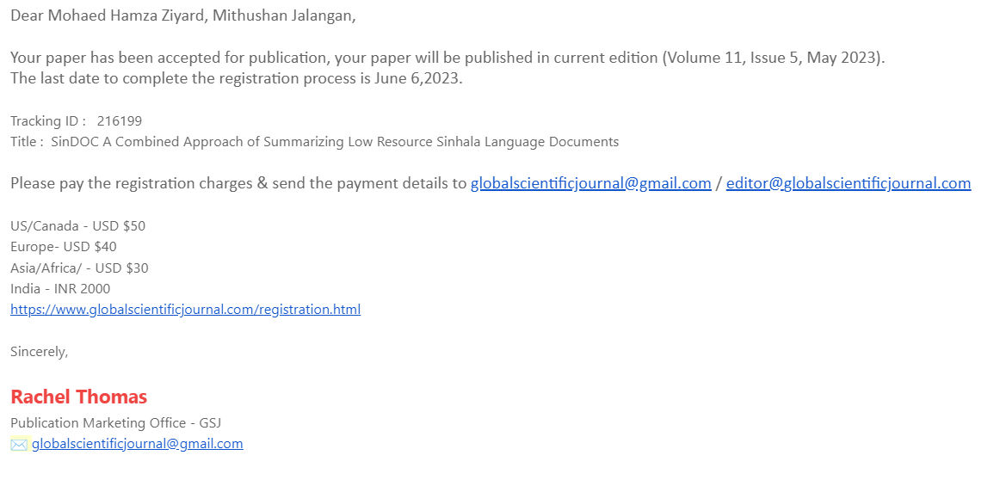 Dear Mohaed Hamza Ziyard, Mithushan Jalangan,
Your paper has been accepted for publication, your paper will be published in current edition (Volume 11, Issue 5, May 2023).
The last date to complete the registration process is June 6,2023.
Tracking ID :   216199
Title :  SinDOC A Combined Approach of Summarizing Low Resource Sinhala Language Documents
Please pay the registration charges & send the payment details to globalscientificjournal@gmail.com / editor@globalscientificjournal.com
US/Canada - USD $50
Europe- USD $40
Asia/Africa/ - USD $30
India - INR 2000
https://www.globalscientificjournal.com/registration.html
Sincerely,
Rachel Thomas
Publication Marketing Office - GSJ
globalscientificjournal@gmail.com